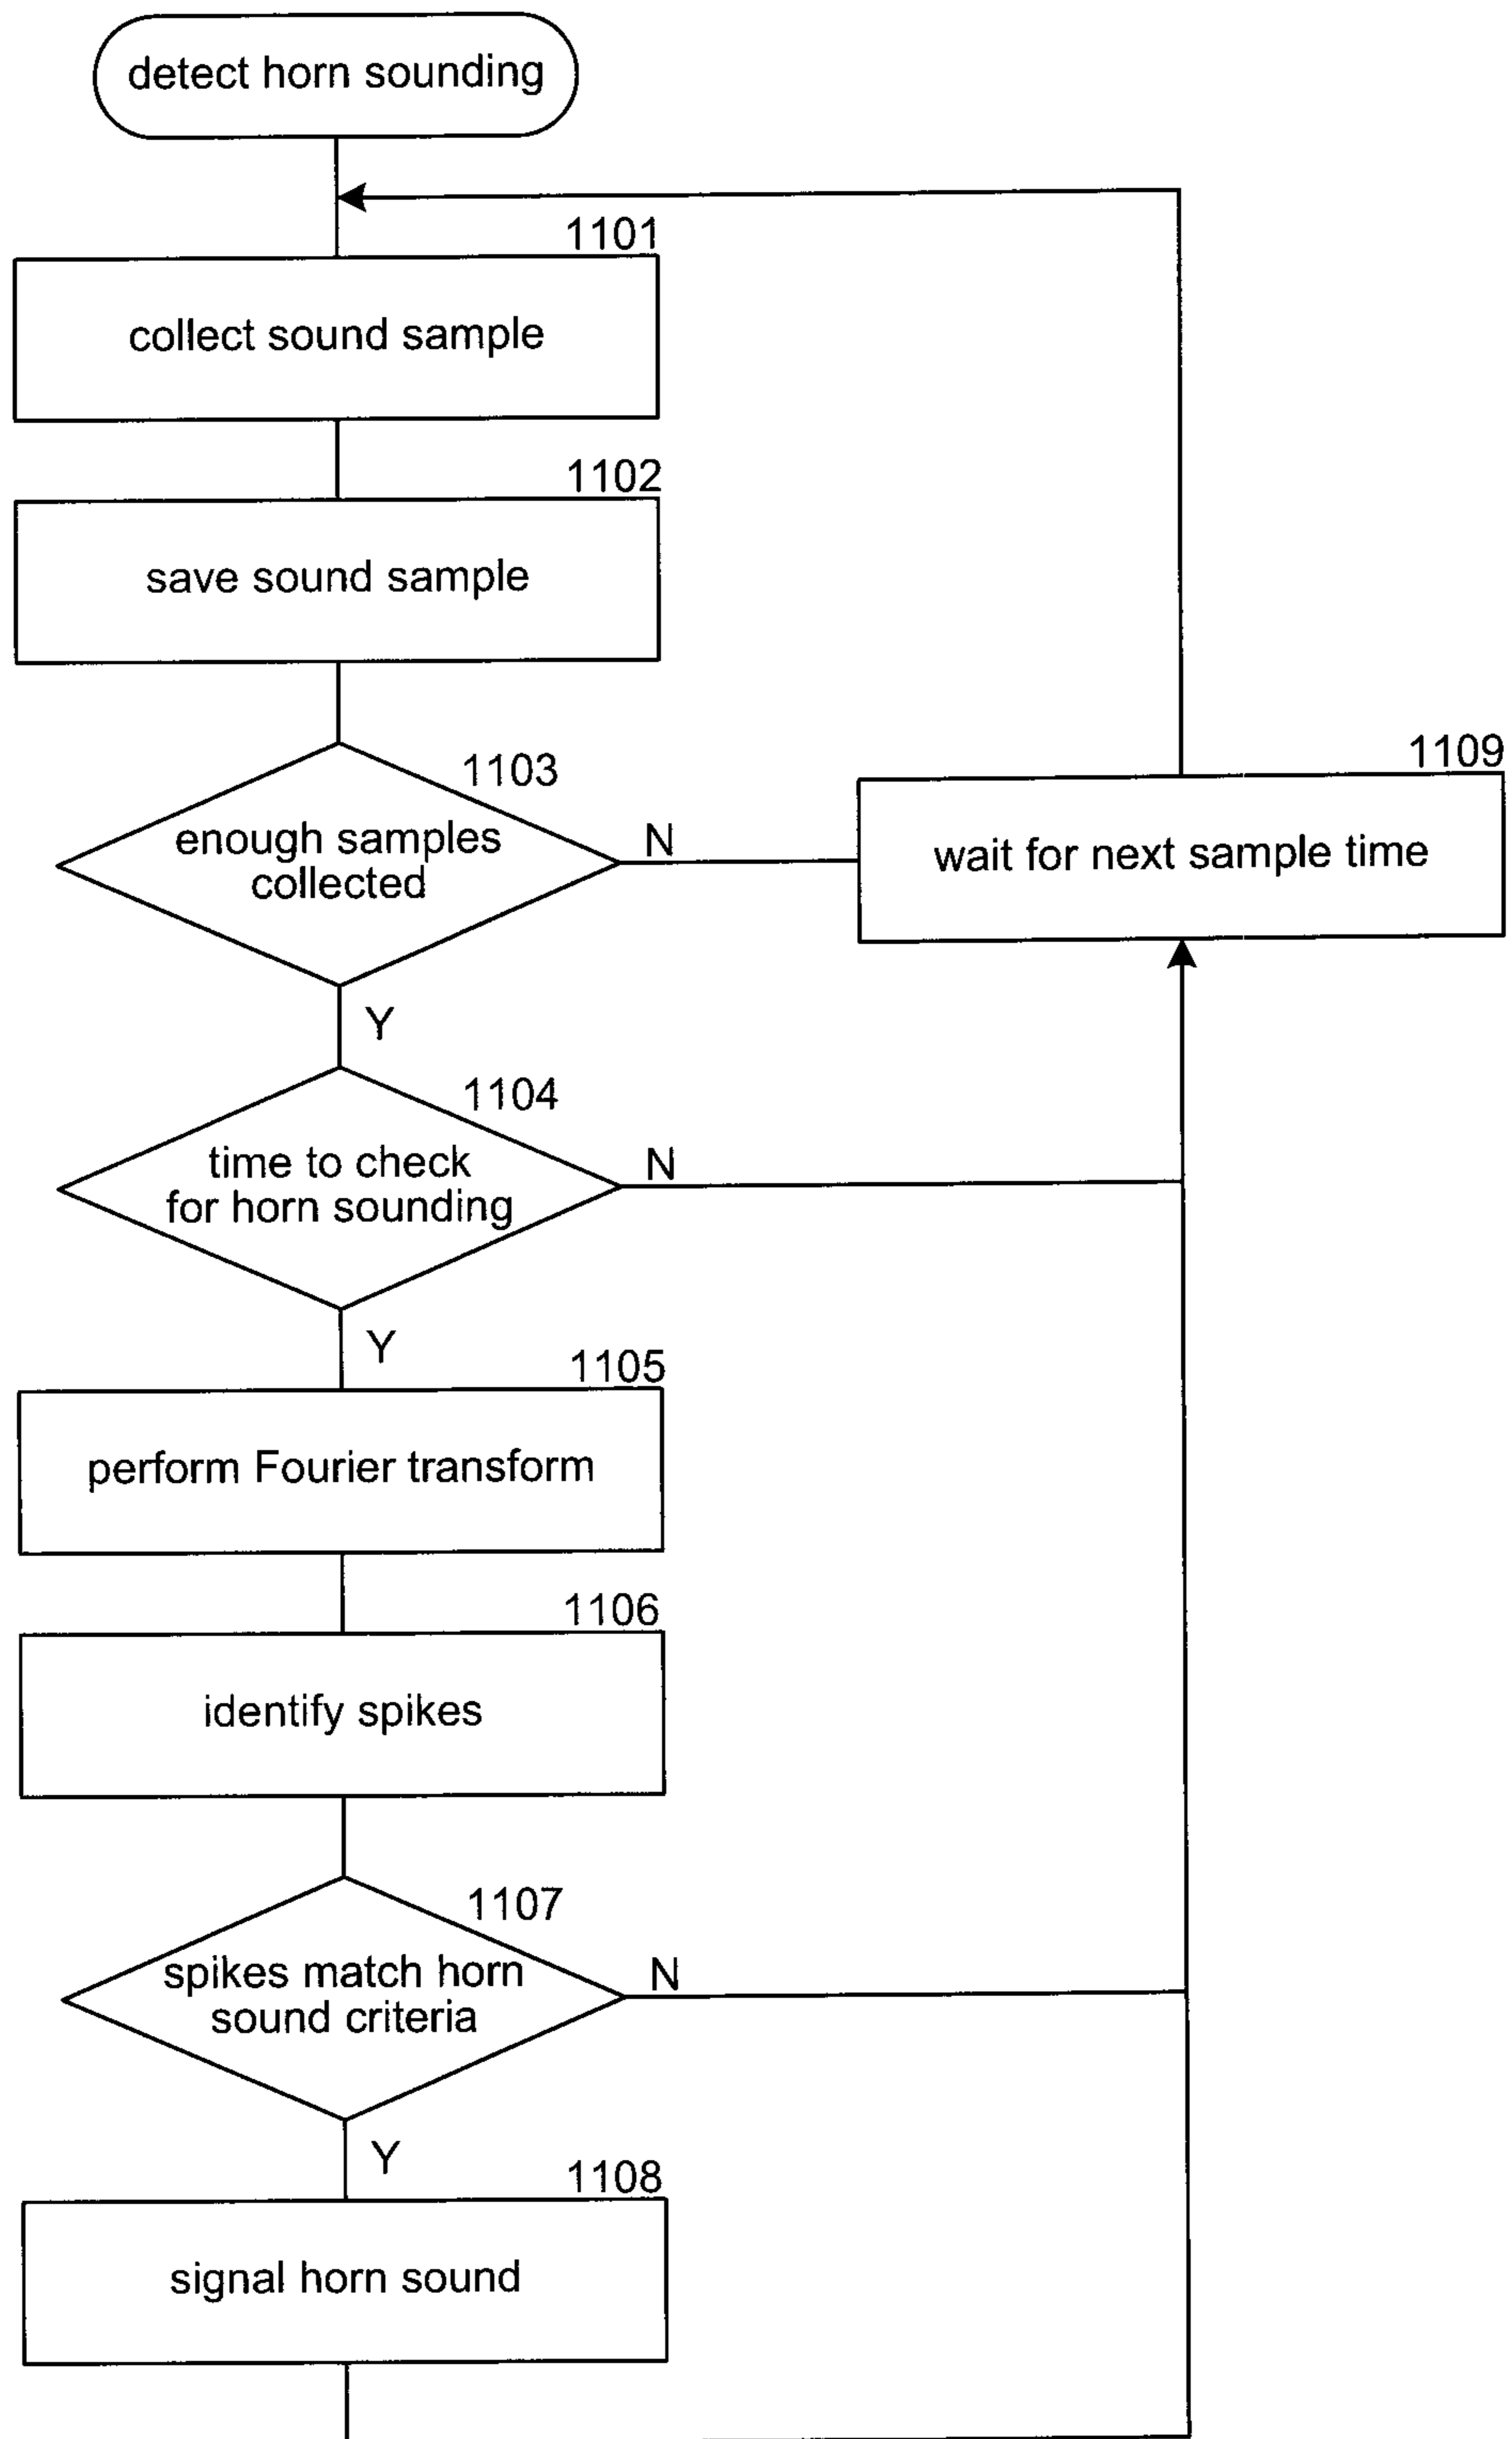 detect horn sounding
1101
collect sound sample
1102
save sound sample
1103
enough samples
collected
N
1109
wait for next sample time
Y
1104
time to check
for horn sounding
N
Y
1105
perform Fourier transform
1106
identify spikes
1107
spikes match horn
sound criteria
N
Y
1108
signal horn sound